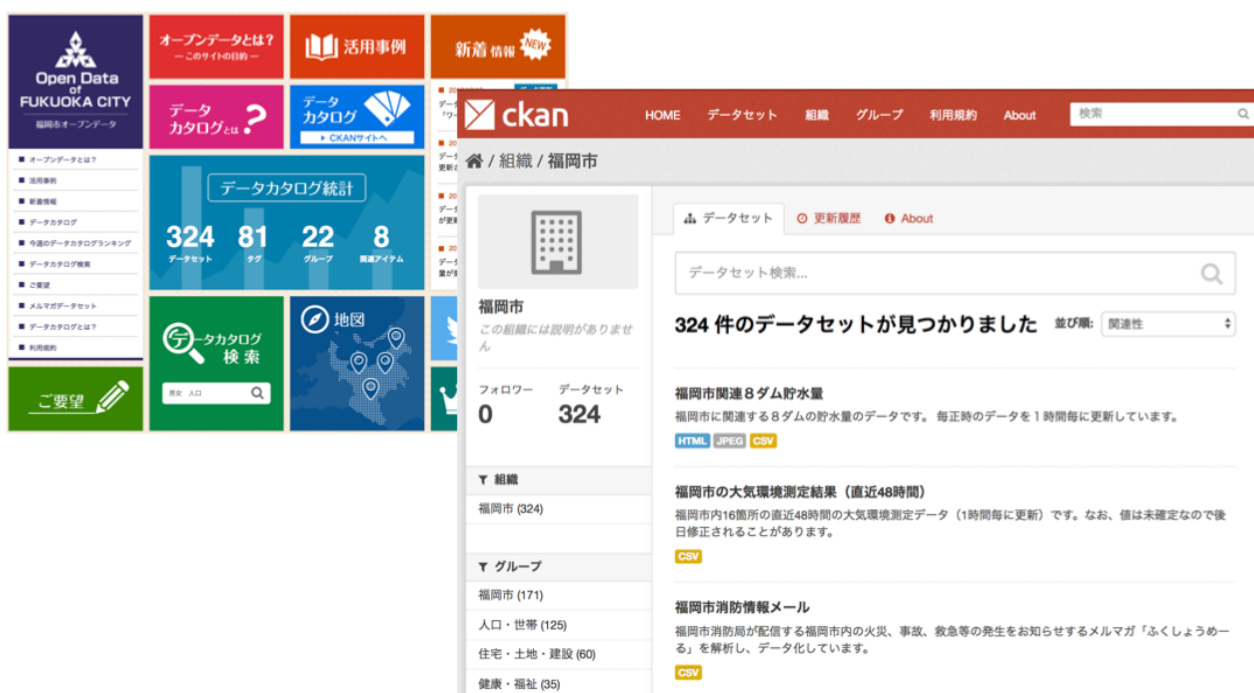 Open Data
of
FUKUOKA CITY
福岡市オープンデータ
オープンデータとは?
活用事例
新着情報
データカタログ
今週のデータカタログランキング
データカタログ検索
ご要望
メルマガデータセット
データカタログとは?
利用規約
ご要望
オープンデータとは?
ーこのサイトの目的ー
活用事例
新着情報 NEW
データ
カタログとは?
データ
カタログ
CKANサイトへ
データカタログ統計
324 81 22 8
データセット タグ グループ 関連アイテム
データカタログ
検索
男女 人口
地図
ckan
HOME データセット 組織 グループ 利用規約 About 検索
/ 組織 / 福岡市
福岡市
この組織には説明がありませ
ん
フォロワー データセット
0 324
組織
福岡市 (324)
グループ
福岡市 (171)
人口・世帯 (125)
住宅・土地・建設 (60)
健康・福祉 (35)
データセット 更新履歴 About
データセット検索...
324 件のデータセットが見つかりました 並び順: 関連性
福岡市関連8ダム貯水量
福岡市に関連する8ダムの貯水量のデータです。 毎正時のデータを1時間毎に更新しています。
HTML JPEG CSV
福岡市の大気環境測定結果(直近48時間)
福岡市内16箇所の直近48時間の大気環境測定データ(1時間毎に更新)です。なお、値は未確定なので後
日修正されることがあります。
CSV
福岡市消防情報メール
福岡市消防局が配信する福岡市内の火災、事故、救急等の発生をお知らせするメルマガ「ふくしょうめー
る」を解析し、データ化しています。
CSV